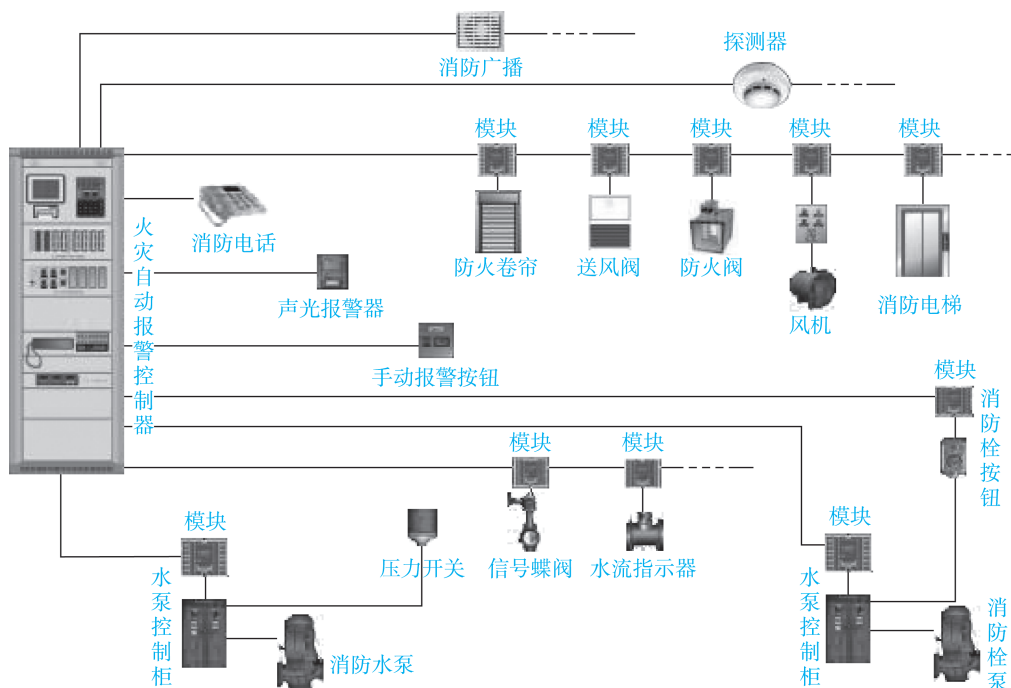 消防广播
探测器
模块 模块 模块 模块 模块
火灾自动报警控制器
消防电话
防火卷帘 送风阀 防火阀
风机
消防电梯
声光报警器
手动报警按钮
模块
消防栓按钮
模块 模块
压力开关 信号蝶阀 水流指示器
模块
水泵控制柜
消防水泵
模块
水泵控制柜
消防栓泵